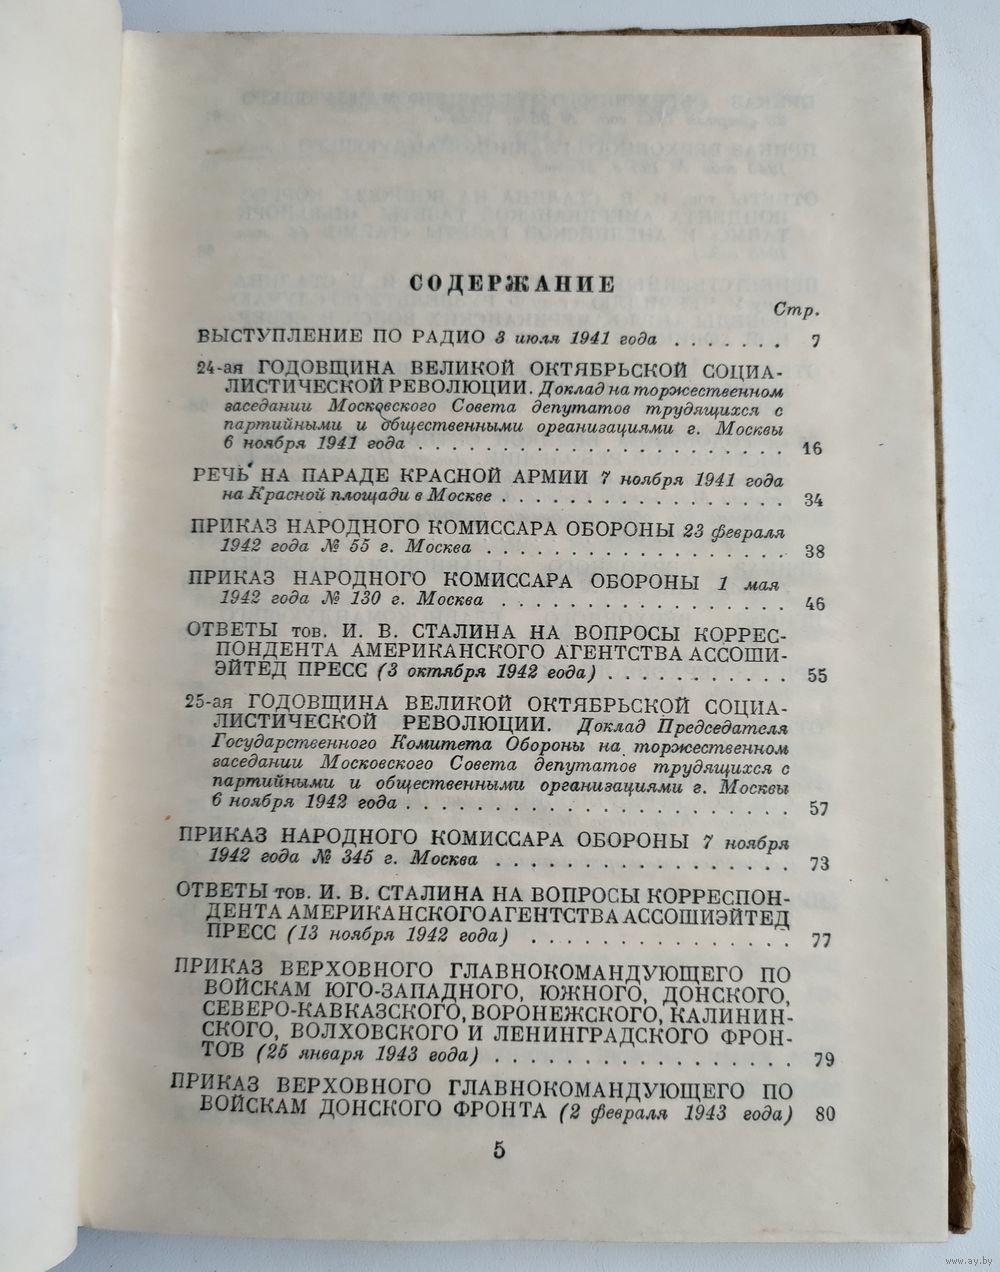 СОДЕРЖАНИЕ
Стр.
ВЫСТУПЛЕНИЕ ПО РАДИО 3 июля 1941 года . . . . . . . 7
24-ая ГОДОВЩИНА ВЕЛИКОЙ ОКТЯБРЬСКОЙ СОЦИА-
ЛИСТИЧЕСКОЙ РЕВОЛЮЦИИ. Доклад на торжественном
заседании Московского Совета депутатов трудящихся с
партийными и общественными организациями г. Москвы
6 ноября 1941 года . . . . . . . . . . . . . . . . . . . . . . 16
РЕЧЬ НА ПАРАДЕ КРАСНОЙ АРМИИ 7 ноября 1941 года
на Красной площади в Москве . . . . . . . . . . . . . . . . . 34
ПРИКАЗ НАРОДНОГО КОМИССАРА ОБОРОНЫ 23 февраля
1942 года № 55 г. Москва . . . . . . . . . . . . . . . . . . 38
ПРИКАЗ НАРОДНОГО КОМИССАРА ОБОРОНЫ 1 мая
1942 года № 130 г. Москва . . . . . . . . . . . . . . . . . 46
ОТВЕТЫ тов. И. В. СТАЛИНА НА ВОПРОСЫ КОРРЕС-
ПОНДЕНТА АМЕРИКАНСКОГО АГЕНТСТВА АССОШИ-
ЭЙТЕД ПРЕСС (3 октября 1942 года) . . . . . . . . . . . 55
25-ая ГОДОВЩИНА ВЕЛИКОЙ ОКТЯБРЬСКОЙ СОЦИА-
ЛИСТИЧЕСКОЙ РЕВОЛЮЦИИ. Доклад Председателя
Государственного Комитета Обороны на торжественном
заседании Московского Совета депутатов трудящихся с
партийными и общественными организациями г. Москвы
6 ноября 1942 года . . . . . . . . . . . . . . . . . . . . . . 57
ПРИКАЗ НАРОДНОГО КОМИССАРА ОБОРОНЫ 7 ноября
1942 года № 345 г. Москва . . . . . . . . . . . . . . . . . 73
ОТВЕТЫ тов. И. В. СТАЛИНА НА ВОПРОСЫ КОРРЕСПОН-
ДЕНТА АМЕРИКАНСКОГО АГЕНТСТВА АССОШИЭЙТЕД
ПРЕСС (13 ноября 1942 года) . . . . . . . . . . . . . . . 77
ПРИКАЗ ВЕРХОВНОГО ГЛАВНОКОМАНДУЮЩЕГО ПО
ВОЙСКАМ ЮГО-ЗАПАДНОГО, ЮЖНОГО, ДОНСКОГО,
СЕВЕРО-КАВКАЗСКОГО, ВОРОНЕЖСКОГО, КАЛИНИН-
СКОГО, ВОЛХОВСКОГО И ЛЕНИНГРАДСКОГО ФРОН-
ТОВ (25 января 1943 года) . . . . . . . . . . . . . . . . . 79
ПРИКАЗ ВЕРХОВНОГО ГЛАВНОКОМАНДУЮЩЕГО ПО
ВОЙСКАМ ДОНСКОГО ФРОНТА (2 февраля 1943 года) 80
5
www.ay.by